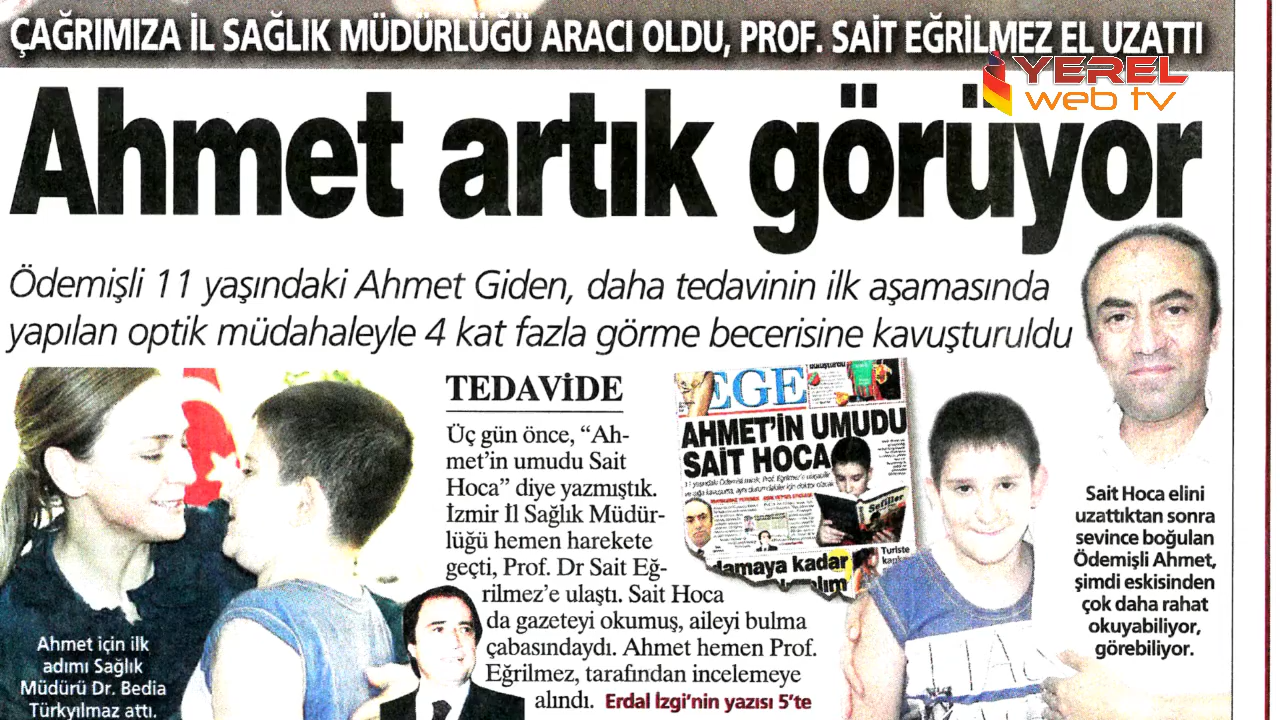 ÇAĞRIMIZA İL SAĞLIK MÜDÜRLÜĞÜ ARACI OLDU, PROF. SAİT EĞRİLMEZ EL UZATTI
YEREL
web tv
Ahmet artık görüyor
Ödemişli 11 yaşındaki Ahmet Giden, daha tedavinin ilk aşamasında
yapılan optik müdahaleyle 4 kat fazla görme becerisine kavuşturuldu
TEDAVİDE
Üç gün önce, “Ah-
met’in umudu Sait
Hoca” diye yazmıştık.
İzmir İl Sağlık Müdür-
lüğü hemen harekete
geçti, Prof. Dr Sait Eğ-
rilmez’e ulaştı. Sait Hoca
da gazeteyi okumuş, aileyi bulma
çabasındaydı. Ahmet hemen Prof.
Eğrilmez, tarafından incelemeye
alındı. Erdal İzgi’nin yazısı 5’te
EGE
AHMET’İN UMUDU
SAİT HOCA
Sefiller
damaya kadar
Turiste
Ahmet için ilk
adımı Sağlık
Müdürü Dr. Bedia
Türkyılmaz attı.
Sait Hoca elini
uzattıktan sonra
sevince boğulan
Ödemişli Ahmet,
şimdi eskisinden
çok daha rahat
okuyabiliyor,
görebiliyor.